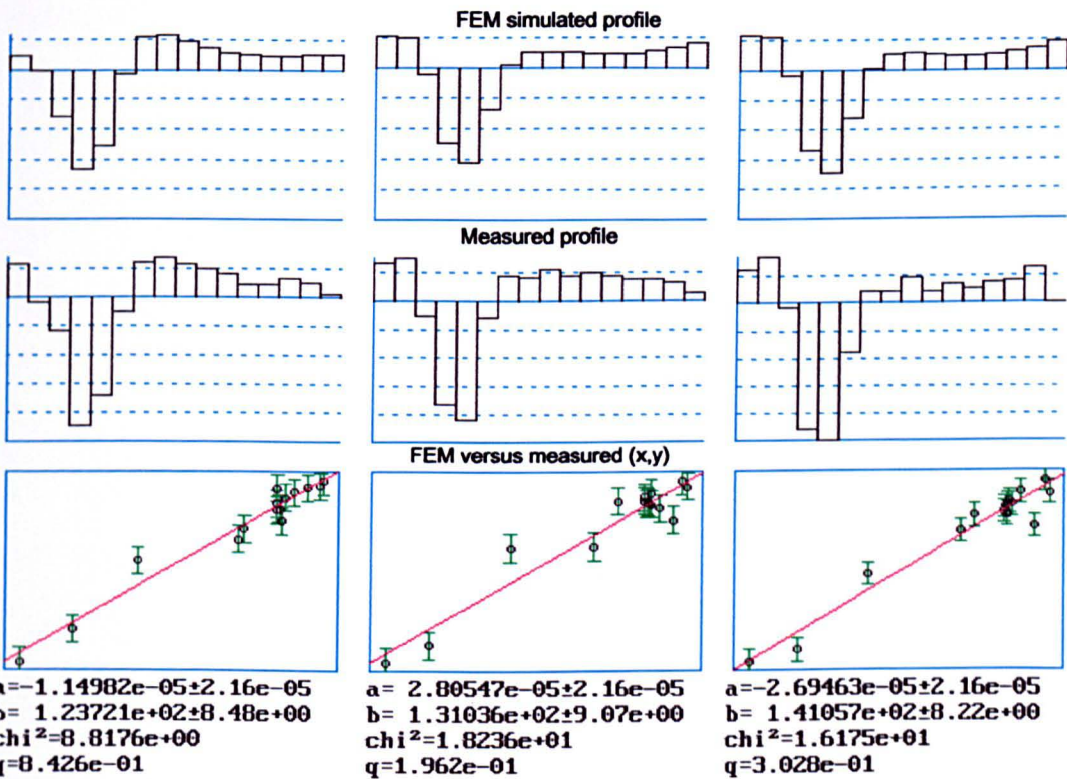 FEM simulated profile
Measured profile
FEM versus measured (x,y)
a=-1.14982e-05±2.16e-05
b= 1.23721e+02±8.48e+00
chi²=8.8176e+00
q=8.426e-01
a= 2.80547e-05±2.16e-05
b= 1.31036e+02±9.07e+00
chi²=1.8236e+01
q=1.962e-01
a=-2.69463e-05±2.16e-05
b= 1.41057e+02±8.22e+00
chi²=1.6175e+01
q=3.028e-01